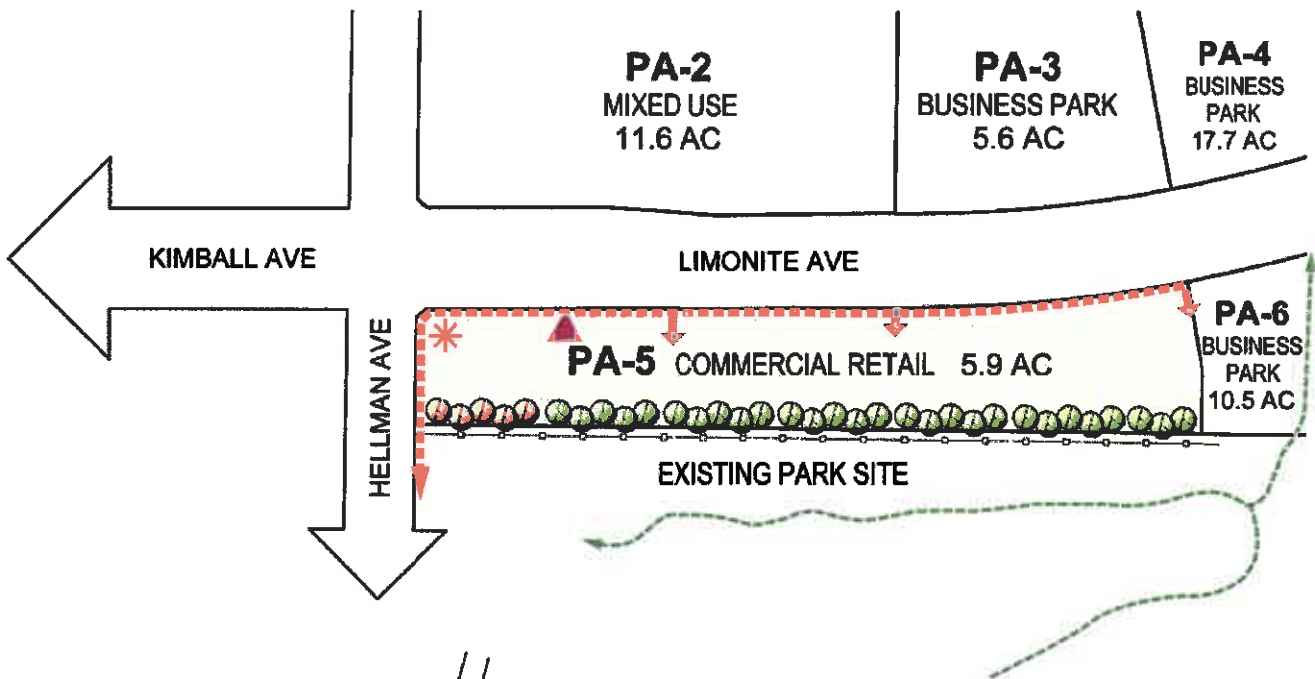 PA-2
MIXED USE
11.6 AC
PA-3
BUSINESS PARK
5.6 AC
PA-4
BUSINESS
PARK
17.7 AC
KIMBALL AVE
LIMONITE AVE
PA-5 COMMERCIAL RETAIL 5.9 AC
PA-6
BUSINESS
PARK
10.5 AC
HELLMAN AVE
EXISTING PARK SITE